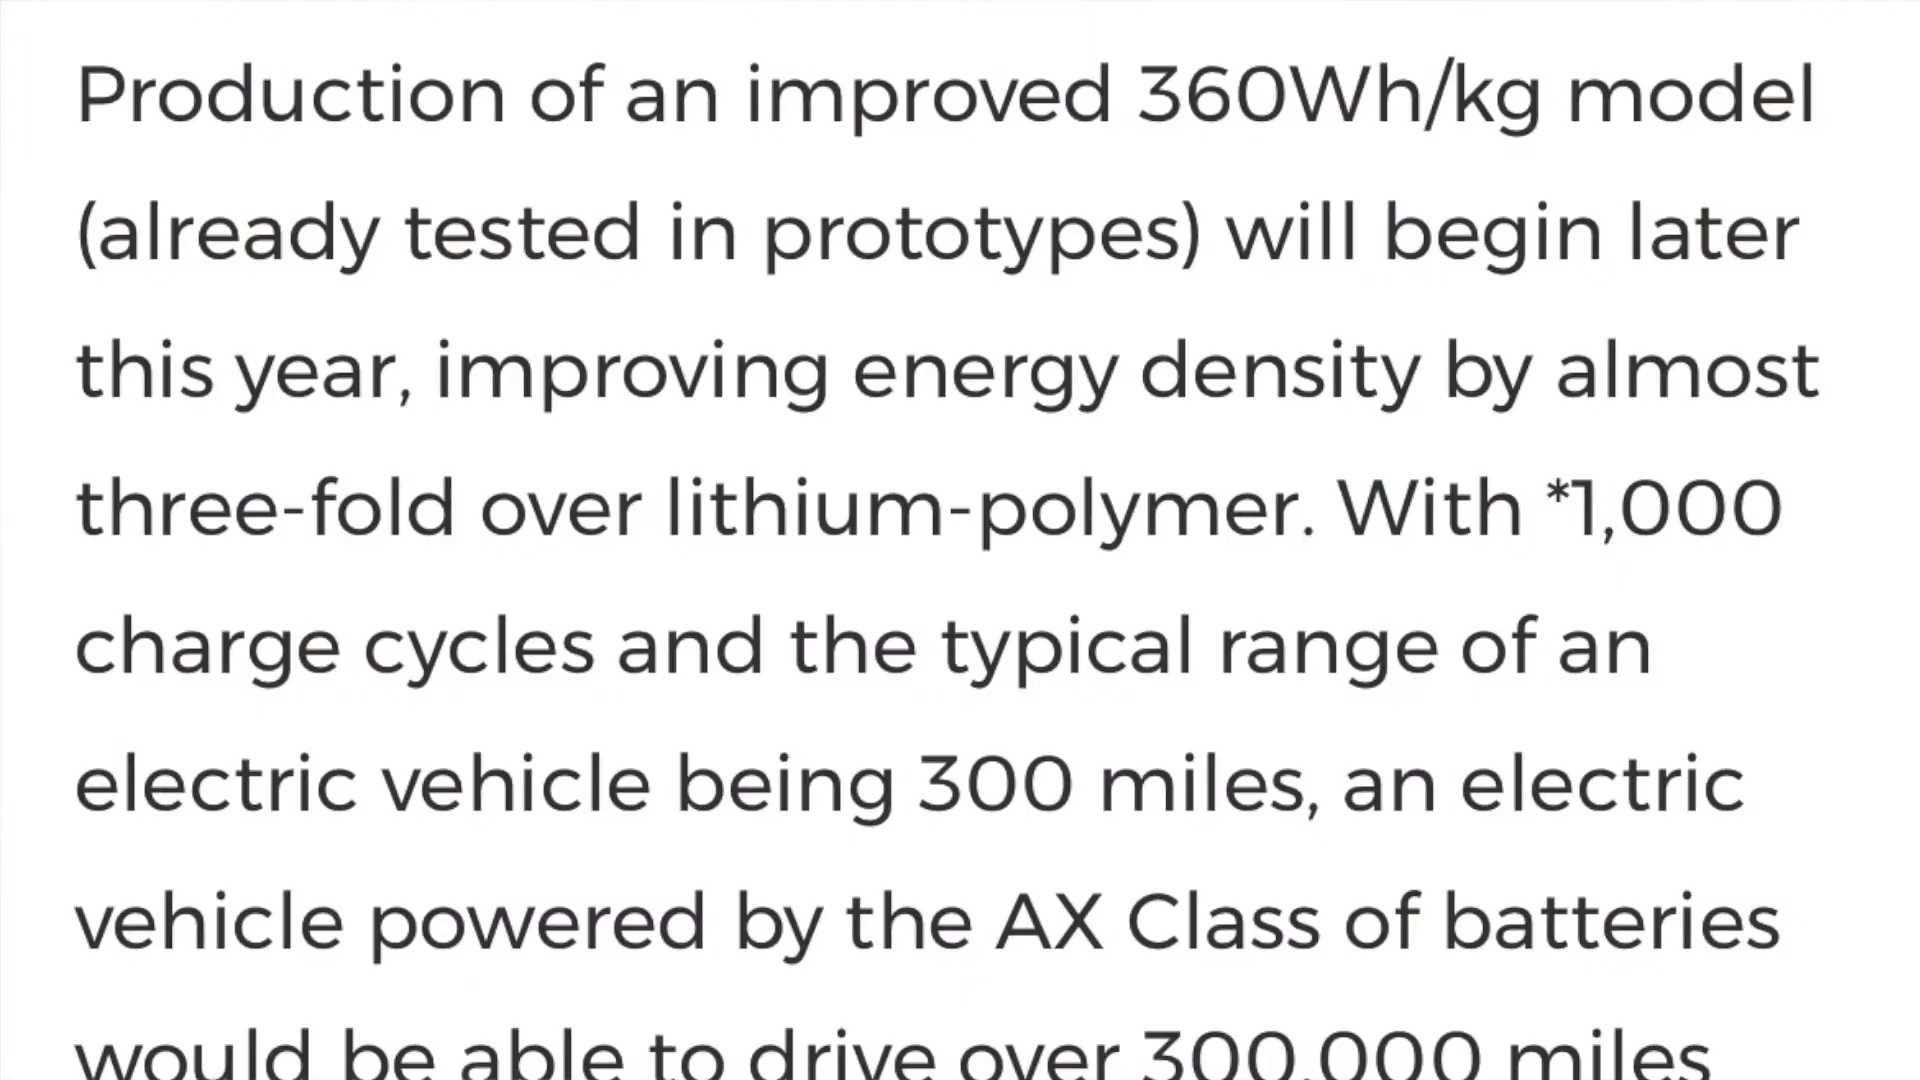 Production of an improved 360Wh/kg model
(already tested in prototypes) will begin later
this year, improving energy density by almost
three-fold over lithium-polymer. With *1,000
charge cycles and the typical range of an
electric vehicle being 300 miles, an electric
vehicle powered by the AX Class of batteries
would be able to drive over 300,000 miles